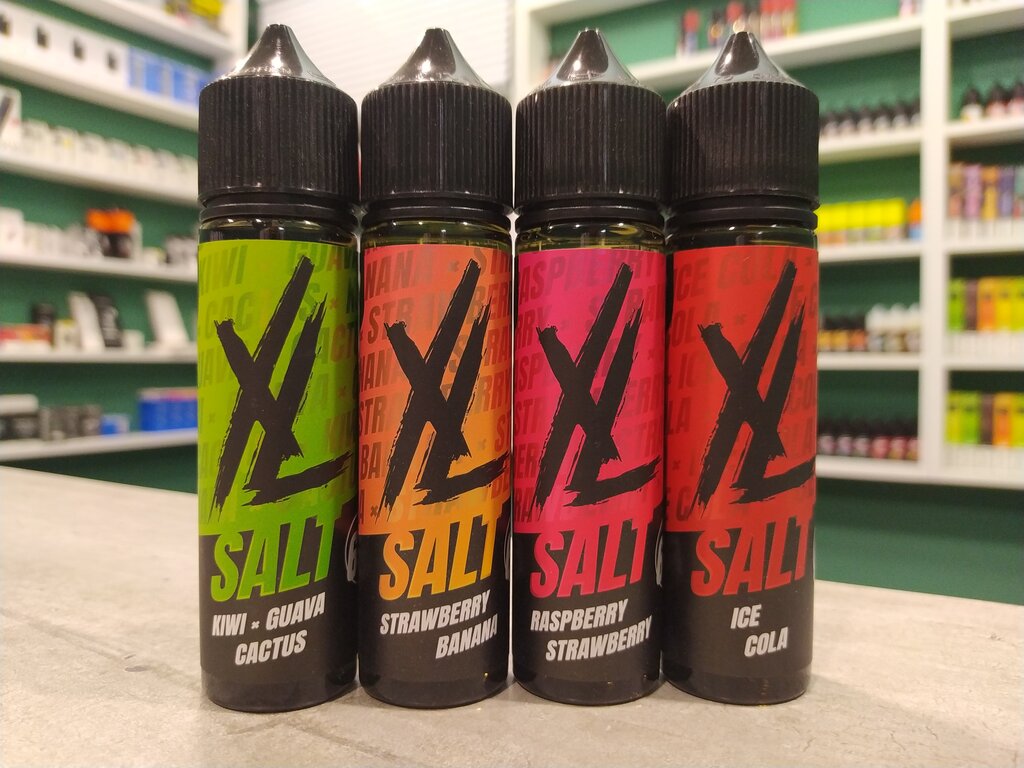 XL
SALT
KIWI × GUAVA
CACTUS
XL
SALT
STRAWBERRY
BANANA
XL
SALT
RASPBERRY
STRAWBERRY
XL
SALT
ICE
COLA